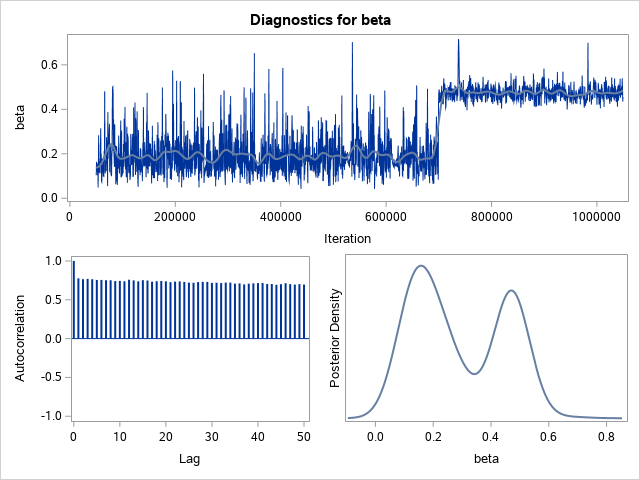 Diagnostics for beta
beta
0.6
0.4
0.2
0.0
0 200000 400000 600000 800000 1000000
Iteration
Autocorrelation
1.0
0.5
0.0
-0.5
-1.0
0 10 20 30 40 50
Lag
Posterior Density
0.0 0.2 0.4 0.6 0.8
beta